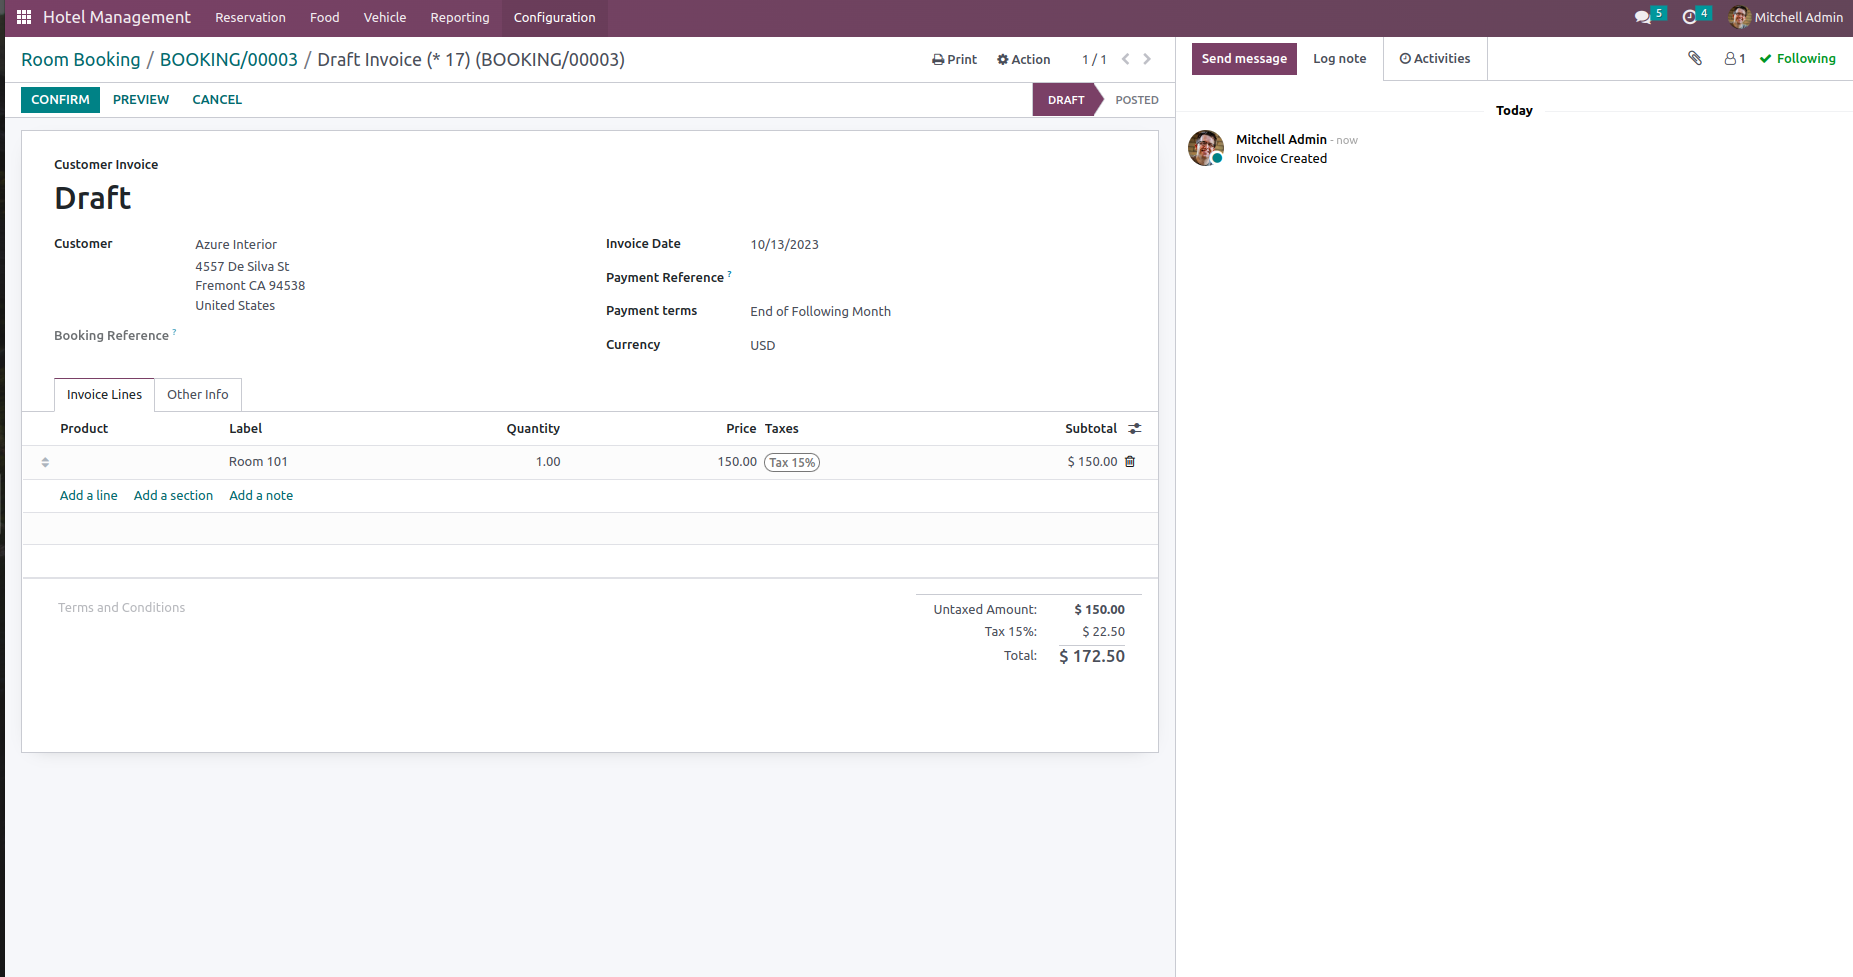 Hotel Management Reservation Food Vehicle Reporting Configuration 5 4 Mitchell Admin
Room Booking / BOOKING/00003 / Draft Invoice (* 17) (BOOKING/00003) Print Action 1 / 1
Send message Log note Activities 1 Following
CONFIRM PREVIEW CANCEL DRAFT POSTED
Today
Mitchell Admin - now
Invoice Created
Customer Invoice
Draft
Customer Azure Interior
4557 De Silva St
Fremont CA 94538
United States
Booking Reference ?
Invoice Date 10/13/2023
Payment Reference ?
Payment terms End of Following Month
Currency USD
Invoice Lines Other Info
Product Label Quantity Price Taxes Subtotal
Room 101 1.00 150.00 Tax 15% $ 150.00
Add a line Add a section Add a note
Terms and Conditions
Untaxed Amount: $ 150.00
Tax 15%: $ 22.50
Total: $ 172.50